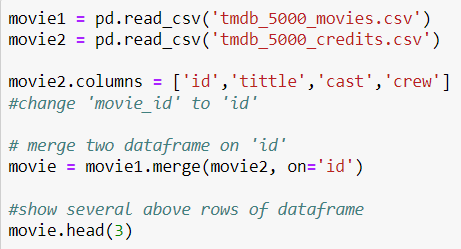 movie1 = pd.read_csv('tmdb_5000_movies.csv')
movie2 = pd.read_csv('tmdb_5000_credits.csv')
movie2.columns = ['id','tittle','cast','crew']
#change 'movie_id' to 'id'
# merge two dataframe on 'id'
movie = movie1.merge(movie2, on='id')
#show several above rows of dataframe
movie.head(3)